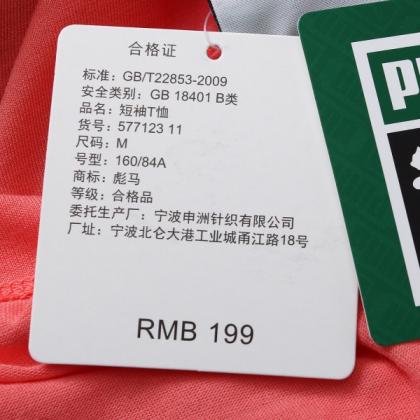 合格证
标准: GB/T22853-2009
安全类别: GB 18401 B类
品名: 短袖T恤
货号: 577123 11
尺码: M
号型: 160/84A
商标: 彪马
等级: 合格品
委托生产厂: 宁波申洲针织有限公司
厂址: 宁波北仑大港工业城甬江路18号
RMB 199